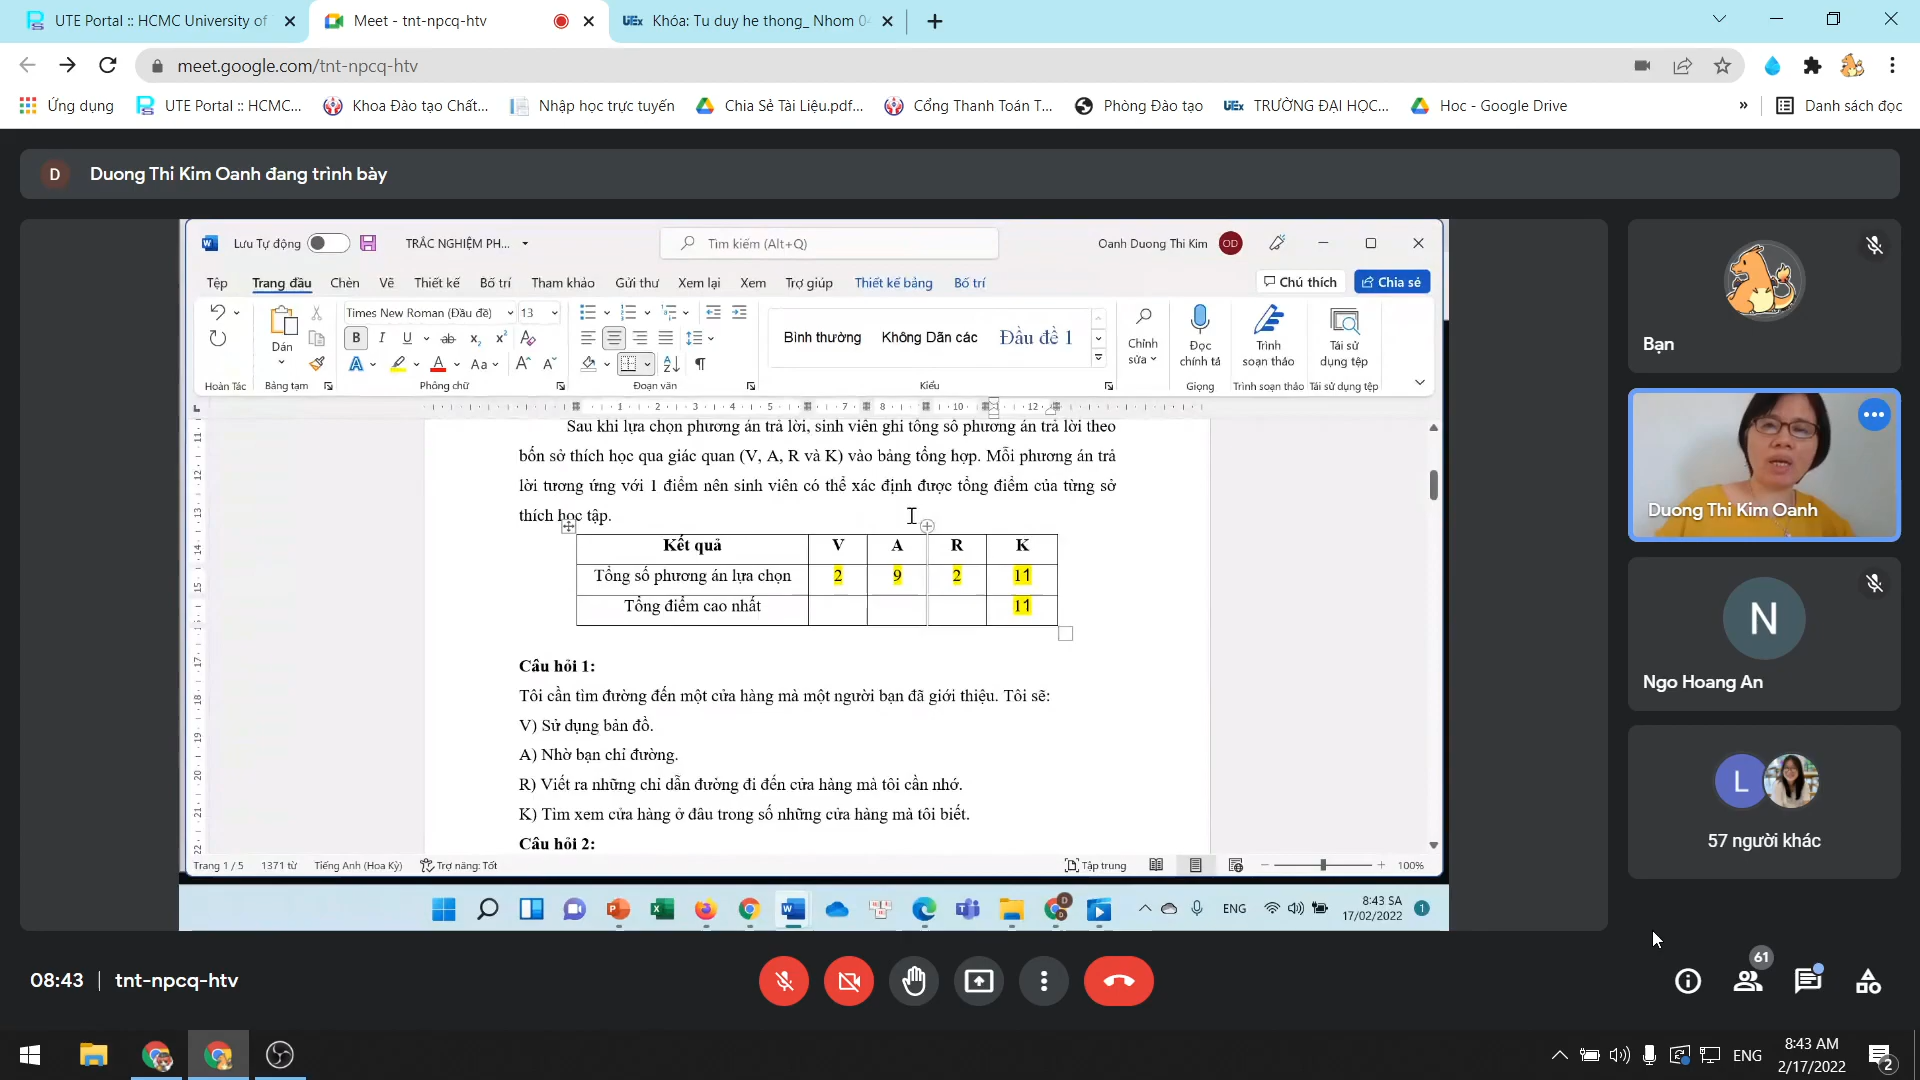 UTE Portal :: HCMC University of
Meet - tnt-npcq-htv
Khóa: Tu duy he thong_ Nhom 04
meet.google.com/tnt-npcq-htv
Ứng dụng
UTE Portal :: HCMC...
Khoa Đào tạo Chất...
Nhập học trực tuyến
Chia Sẻ Tài Liệu.pdf...
Cổng Thanh Toán T...
Phòng Đào tạo
TRƯỜNG ĐẠI HỌC...
Hoc - Google Drive
»
Danh sách đọc
D
Duong Thi Kim Oanh đang trình bày
Lưu Tự động
TRẮC NGHIỆM PH...
Tìm kiếm (Alt+Q)
Oanh Duong Thi Kim
OD
Tệp
Trang đầu
Chèn
Vẽ
Thiết kế
Bố trí
Tham khảo
Gửi thư
Xem lại
Xem
Trợ giúp
Thiết kế bảng
Bố trí
Chú thích
Chia sẻ
Dán
Times New Roman (Đầu đề)
13
Bình thường
Không Dãn các
Đầu đề 1
Chỉnh sửa
Đọc chính tả
Trình soạn thảo
Tái sử dụng tệp
Hoàn Tác
Bảng tạm
Phông chữ
Đoạn văn
Kiểu
Giọng
Trình soạn thảo
Tái sử dụng tệp
Sau khi lựa chọn phương án trả lời, sinh viên ghi tổng số phương án trả lời theo
bốn sở thích học qua giác quan (V, A, R và K) vào bảng tổng hợp. Mỗi phương án trả
lời tương ứng với 1 điểm nên sinh viên có thể xác định được tổng điểm của từng sở
thích học tập.
Kết quả V A R K
Tổng số phương án lựa chọn 2 9 2 11
Tổng điểm cao nhất 11
Câu hỏi 1:
Tôi cần tìm đường đến một cửa hàng mà một người bạn đã giới thiệu. Tôi sẽ:
V) Sử dụng bản đồ.
A) Nhờ bạn chỉ đường.
R) Viết ra những chỉ dẫn đường đi đến cửa hàng mà tôi cần nhớ.
K) Tìm xem cửa hàng ở đâu trong số những cửa hàng mà tôi biết.
Câu hỏi 2:
Trang 1 / 5
1371 từ
Tiếng Anh (Hoa Kỳ)
Trợ năng: Tốt
Tập trung
100%
ENG
8:43 SA
17/02/2022
1
Bạn
Duong Thi Kim Oanh
N
Ngo Hoang An
L
57 người khác
08:43 | tnt-npcq-htv
61
ENG
8:43 AM
2/17/2022
2